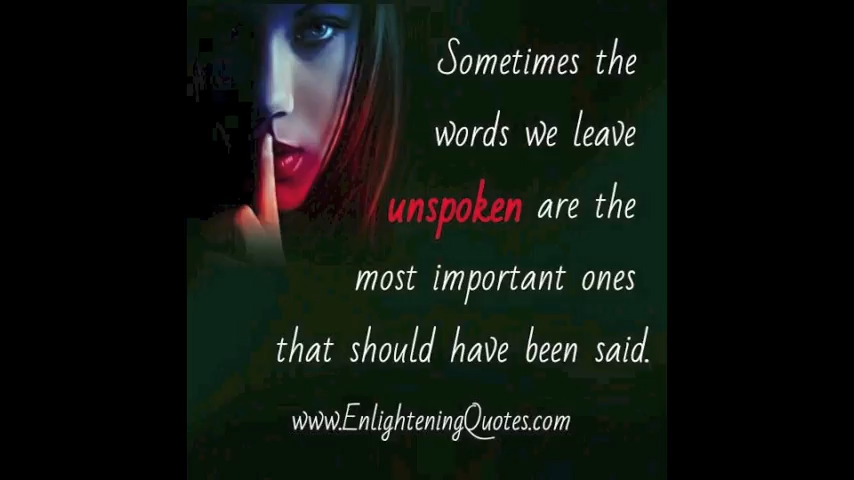 Sometimes the
words we leave
unspoken are the
most important ones
that should have been said.
www.EnlighteningQuotes.com